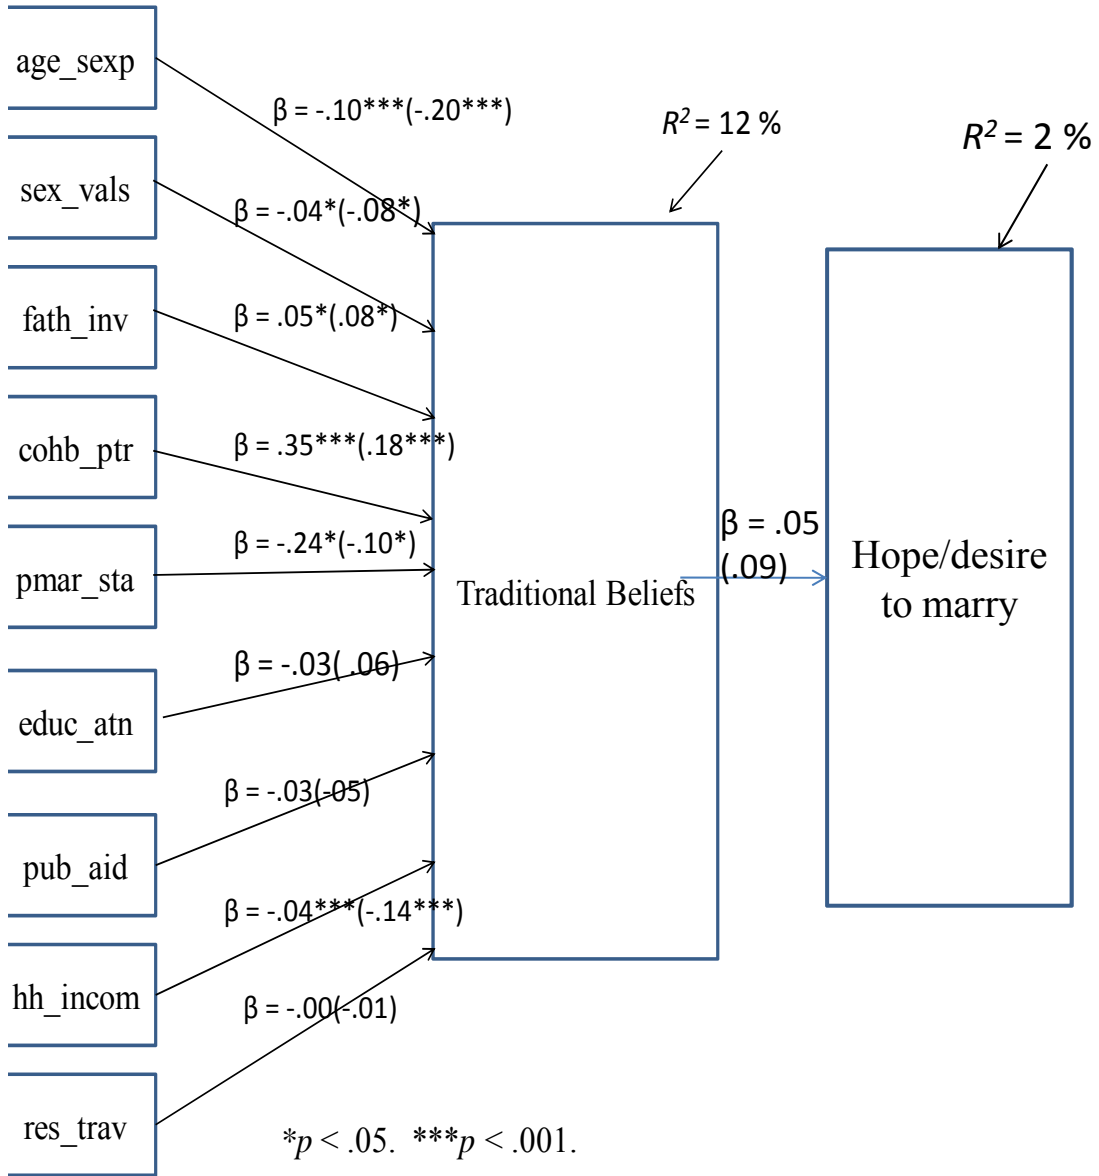 age_sexp
β = -.10***(-.20***)
R² = 12 %
R² = 2 %
sex_vals
β = -.04*(-.08*)
fath_inv
β = .05*(.08*)
cohb_ptr
β = .35***(.18***)
pmar_sta
β = -.24*(-.10*)
Traditional Beliefs
β = .05
(.09)
Hope/desire
to marry
educ_atn
β = -.03( .06)
pub_aid
β = -.03(-05)
hh_incom
β = -.04***(-.14***)
res_trav
β = -.00(-.01)
*p < .05. ***p < .001.